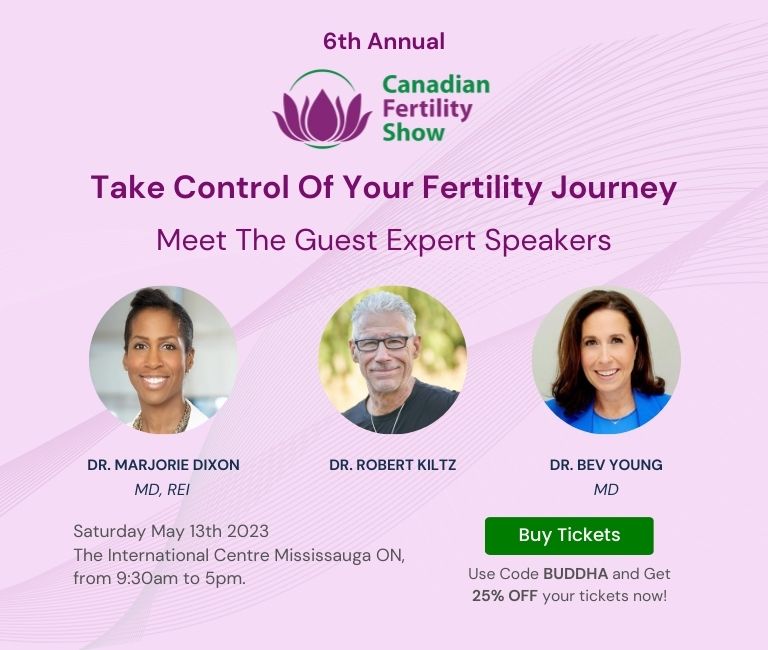 6th Annual
Canadian
Fertility
Show
Take Control Of Your Fertility Journey
Meet The Guest Expert Speakers
DR. MARJORIE DIXON
MD, REI
DR. ROBERT KILTZ
DR. BEV YOUNG
MD
Saturday May 13th 2023
The International Centre Mississauga ON,
from 9:30am to 5pm.
Buy Tickets
Use Code BUDDHA and Get
25% OFF your tickets now!